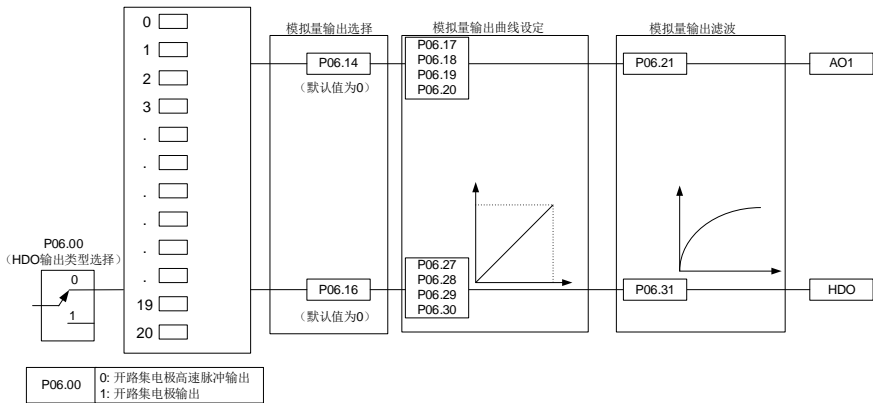 0
1
2
3
.
.
.
.
.
.
19
20
模拟量输出选择
P06.14
（默认值为0）
P06.16
（默认值为0）
模拟量输出曲线设定
P06.17
P06.18
P06.19
P06.20
P06.27
P06.28
P06.29
P06.30
模拟量输出滤波
P06.21
P06.31
AO1
HDO
P06.00
（HDO输出类型选择）
0
1
P06.00
0: 开路集电极高速脉冲输出
1: 开路集电极输出